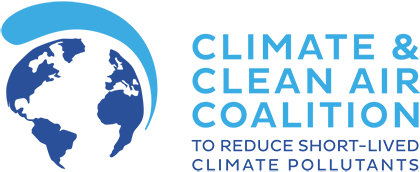 CLIMATE &
CLEAN AIR
COALITION
TO REDUCE SHORT-LIVED
CLIMATE POLLUTANTS